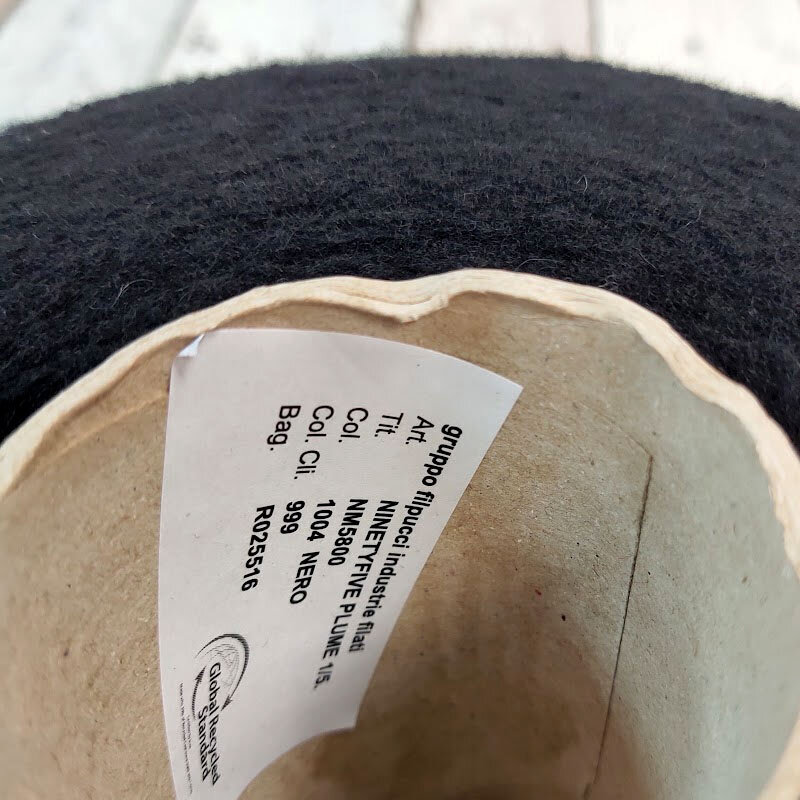 gruppo filpucci industrie filati
Art. NINETYFIVE PLUME 1/5,
Tit. NM5800
Col. 1004 NERO
Col. Cli. 999
Bag. R025516
Global Recycled
Standard